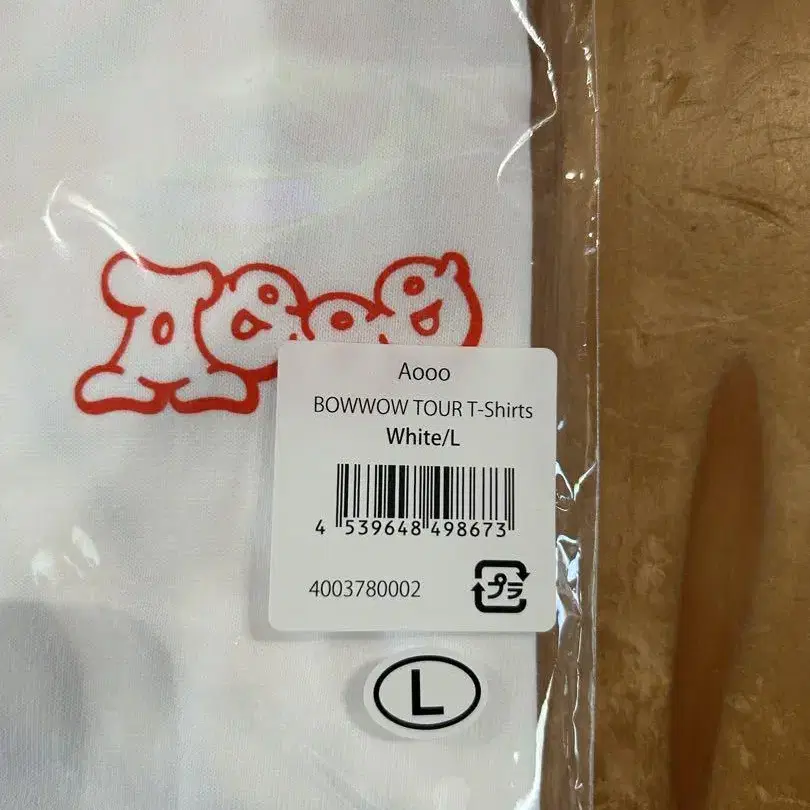 Aooo
Aooo
BOWWOW TOUR T-Shirts
White/L
4 539648 498673
4003780002
プラ
L